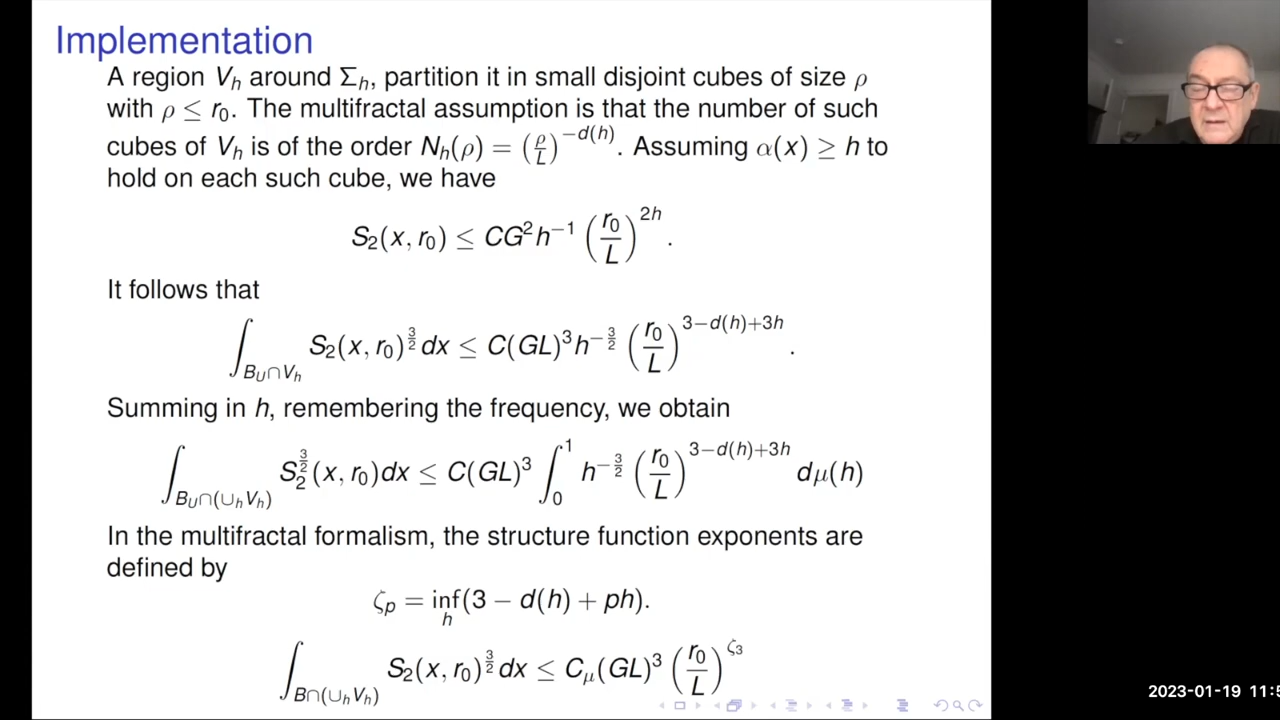 Implementation
A region V_h around Σ_h, partition it in small disjoint cubes of size ρ
with ρ ≤ r_0. The multifractal assumption is that the number of such
cubes of V_h is of the order N_h(ρ) = (ρ/L)^{−d(h)}. Assuming α(x) ≥ h to
hold on each such cube, we have
S_2(x, r_0) ≤ CG^2 h^{−1} (r_0/L)^{2h}.
It follows that
∫_{B_U∩V_h} S_2(x, r_0)^{3/2} dx ≤ C(GL)^3 h^{−3/2} (r_0/L)^{3−d(h)+3h}.
Summing in h, remembering the frequency, we obtain
∫_{B_U∩(∪_h V_h)} S_2^{3/2}(x, r_0)dx ≤ C(GL)^3 ∫_0^1 h^{−3/2} (r_0/L)^{3−d(h)+3h} dμ(h)
In the multifractal formalism, the structure function exponents are
defined by
ζ_p = inf_h (3 − d(h) + ph).
∫_{B∩(∪_h V_h)} S_2(x, r_0)^{3/2} dx ≤ C_μ(GL)^3 (r_0/L)^{ζ_3}
2023-01-19 11:5